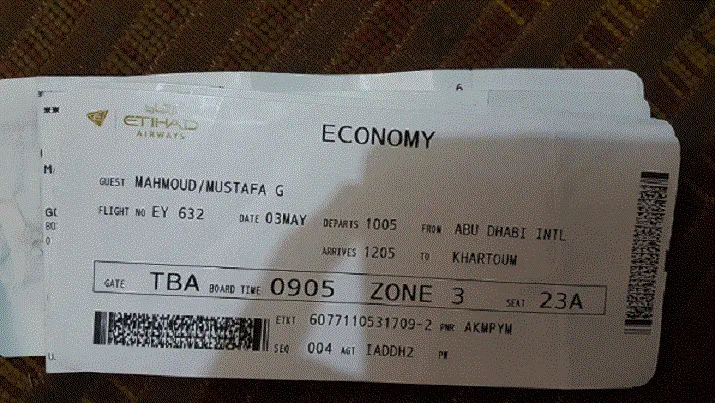 الإتحاد
ETIHAD
AIRWAYS
ECONOMY
GUEST MAHMOUD/MUSTAFA G
FLIGHT NO EY 632 DATE 03MAY DEPARTS 1005 FROM ABU DHABI INTL
ARRIVES 1205 TO KHARTOUM
GATE TBA BOARD TIME 0905 ZONE 3 SEAT 23A
ETKT 6077110531709-2 PNR AKMPYM
SEQ 004 AGT IADDH2